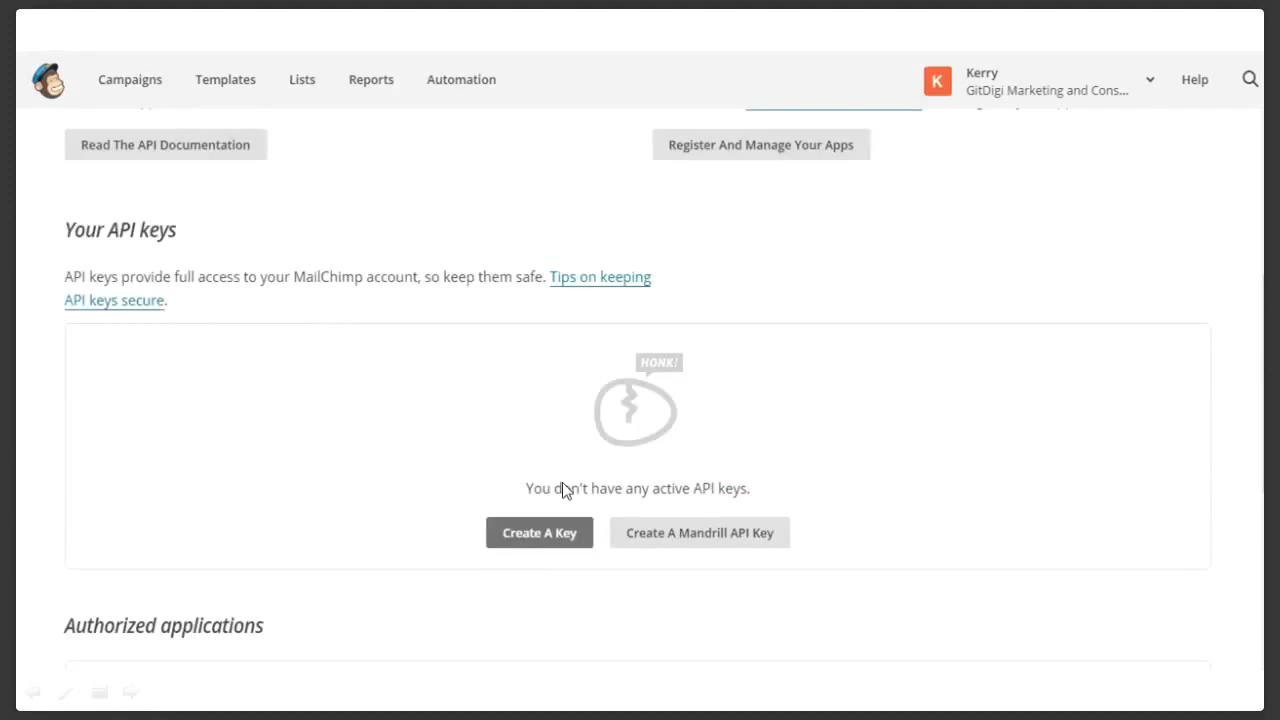 Campaigns Templates Lists Reports Automation
K
Kerry
GitDigi Marketing and Cons...
Help
Read The API Documentation
Register And Manage Your Apps
Your API keys
API keys provide full access to your MailChimp account, so keep them safe. Tips on keeping
API keys secure.
HONK!
You don't have any active API keys.
Create A Key
Create A Mandrill API Key
Authorized applications